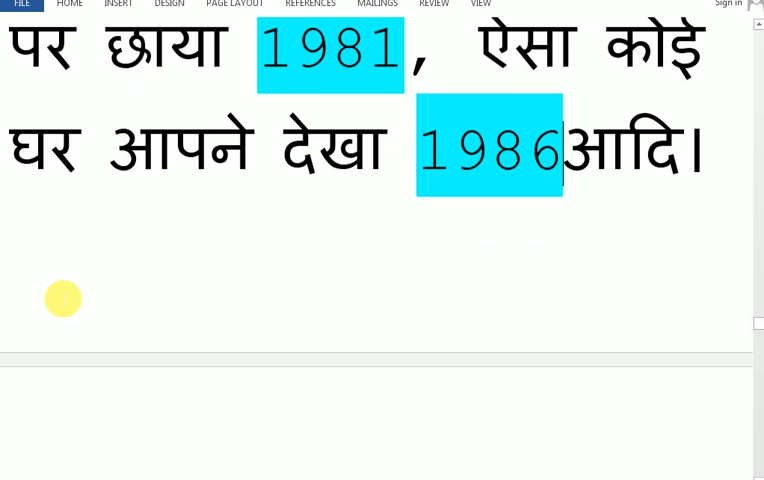 FILE HOME INSERT DESIGN PAGE LAYOUT REFERENCES MAILINGS REVIEW VIEW Sign in
पर छाया 1981, ऐसा कोई
घर आपने देखा 1986आदि।